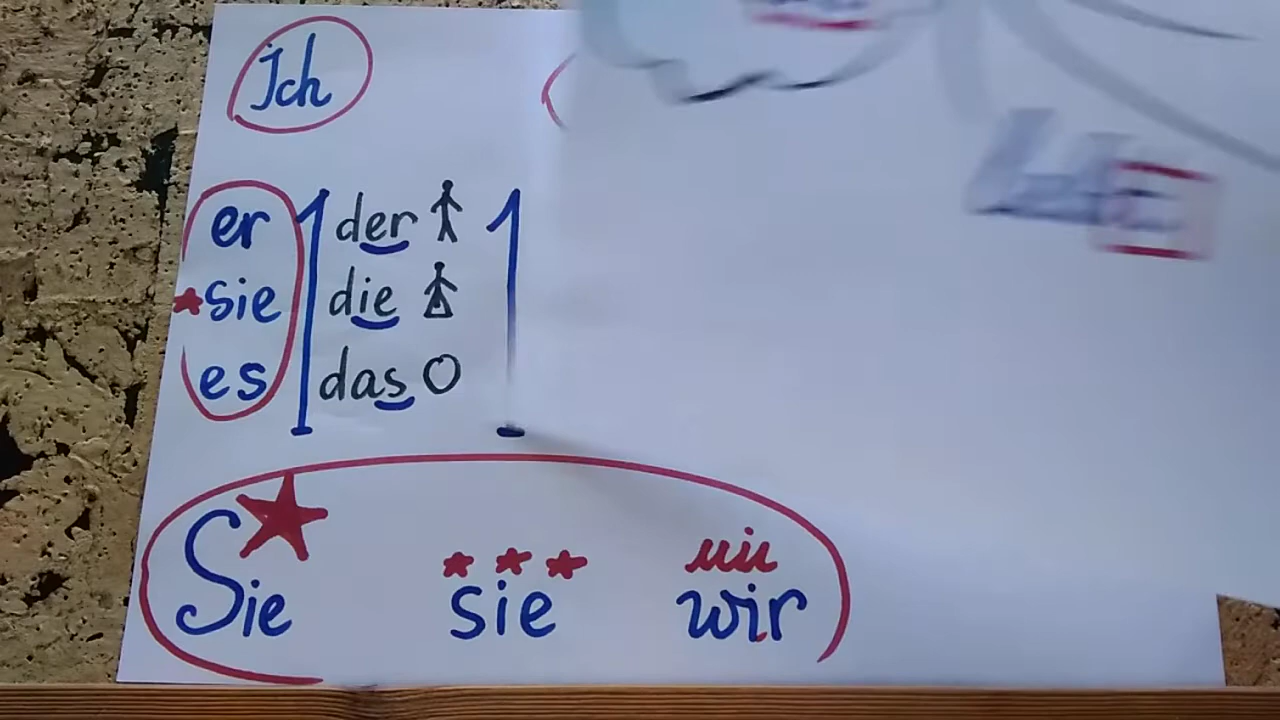 Ich
er der
sie die
es das
Sie sie wir